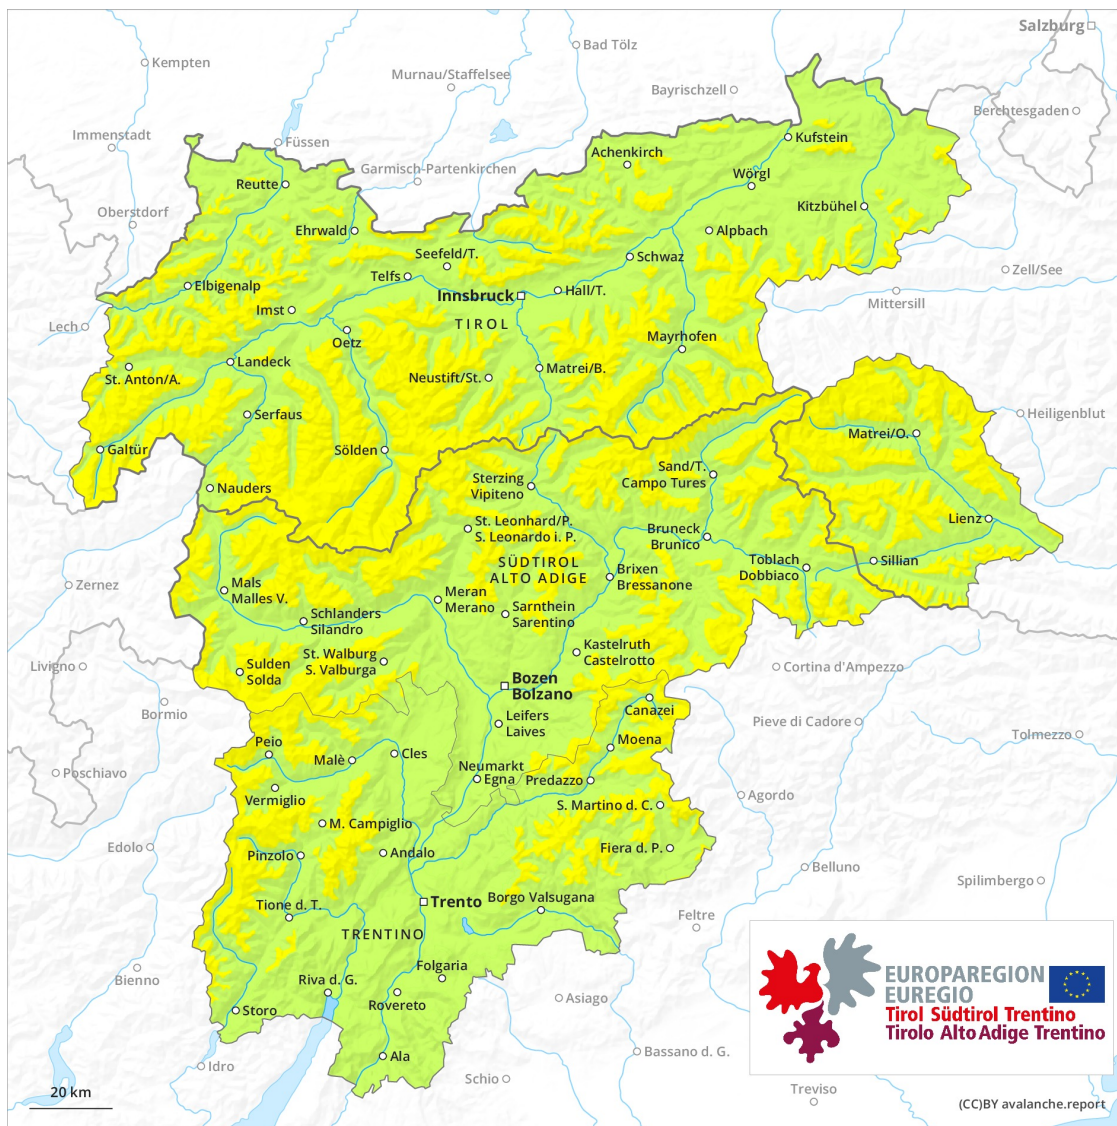 Salzburg
Bad Tölz
Kempten
Murnau/Staffelsee
Bayrischzell
Berchtesgaden
Immenstadt
Füssen
Kufstein
Achenkirch
Garmisch-Partenkirchen
Wörgl
Reutte
Oberstdorf
Kitzbühel
Ehrwald
Alpbach
Seefeld/T.
Schwaz
Telfs
Zell/See
Elbigenalp
Innsbruck
Hall/T.
Mittersill
Imst
TIROL
Lech
Oetz
Mayrhofen
Landeck
Matrei/B.
St. Anton/A.
Neustift/St.
Serfaus
Heiligenblut
Matrei/O.
Galtür
Sölden
Sand/T.
Campo Tures
Sterzing
Vipiteno
Nauders
Lienz
St. Leonhard/P.
S. Leonardo i. P.
Bruneck
Brunico
SÜDTIROL
ALTO ADIGE
Toblach
Dobbiaco
Sillian
Brixen
Bressanone
Zernez
Mals
Malles V.
Meran
Merano
Sarnthein
Sarentino
Schlanders
Silandro
Kastelruth
Castelrotto
St. Walburg
S. Valburga
Livigno
Sulden
Solda
Cortina d'Ampezzo
Bozen
Bolzano
Canazei
Bormio
Leifers
Laives
Pieve di Cadore
Tolmezzo
Peio
Moena
Cles
Malè
Poschiavo
Neumarkt
Egna
Predazzo
Vermiglio
Agordo
S. Martino d. C.
M. Campiglio
Edolo
Pinzolo
Andalo
Fiera d. P.
Belluno
Spilimbergo
Tione d. T.
Trento
Borgo Valsugana
Feltre
TRENTINO
Folgaria
Bienno
Riva d. G.
Rovereto
Asiago
Storo
EUROPAREGION
EUREGIO
Tirol Südtirol Trentino
Tirolo Alto Adige Trentino
Ala
Bassano d. G.
Idro
Schio
Treviso
20 km
(CC)BY avalanche.report